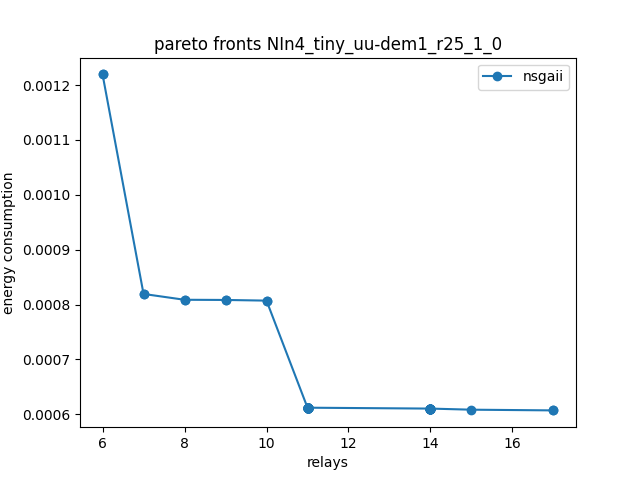 pareto fronts NIn4_tiny_uu-dem1_r25_1_0
nsgaii
energy consumption
0.0012
0.0011
0.0010
0.0009
0.0008
0.0007
0.0006
6 8 10 12 14 16
relays